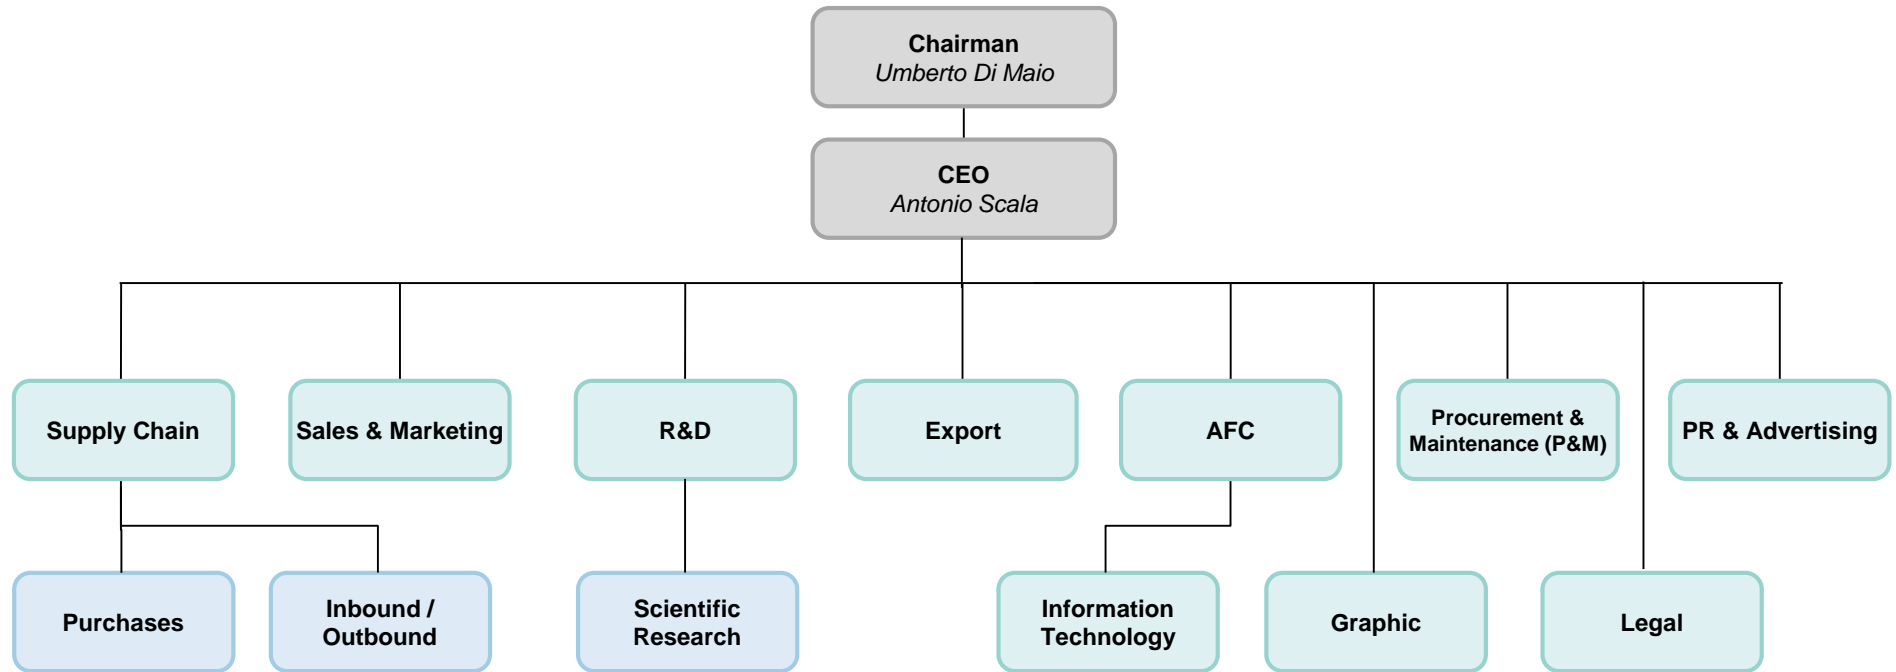 Chairman
Umberto Di Maio
CEO
Antonio Scala
Supply Chain
Sales & Marketing
R&D
Export
AFC
Procurement &
Maintenance (P&M)
PR & Advertising
Purchases
Inbound /
Outbound
Scientific
Research
Information
Technology
Graphic
Legal